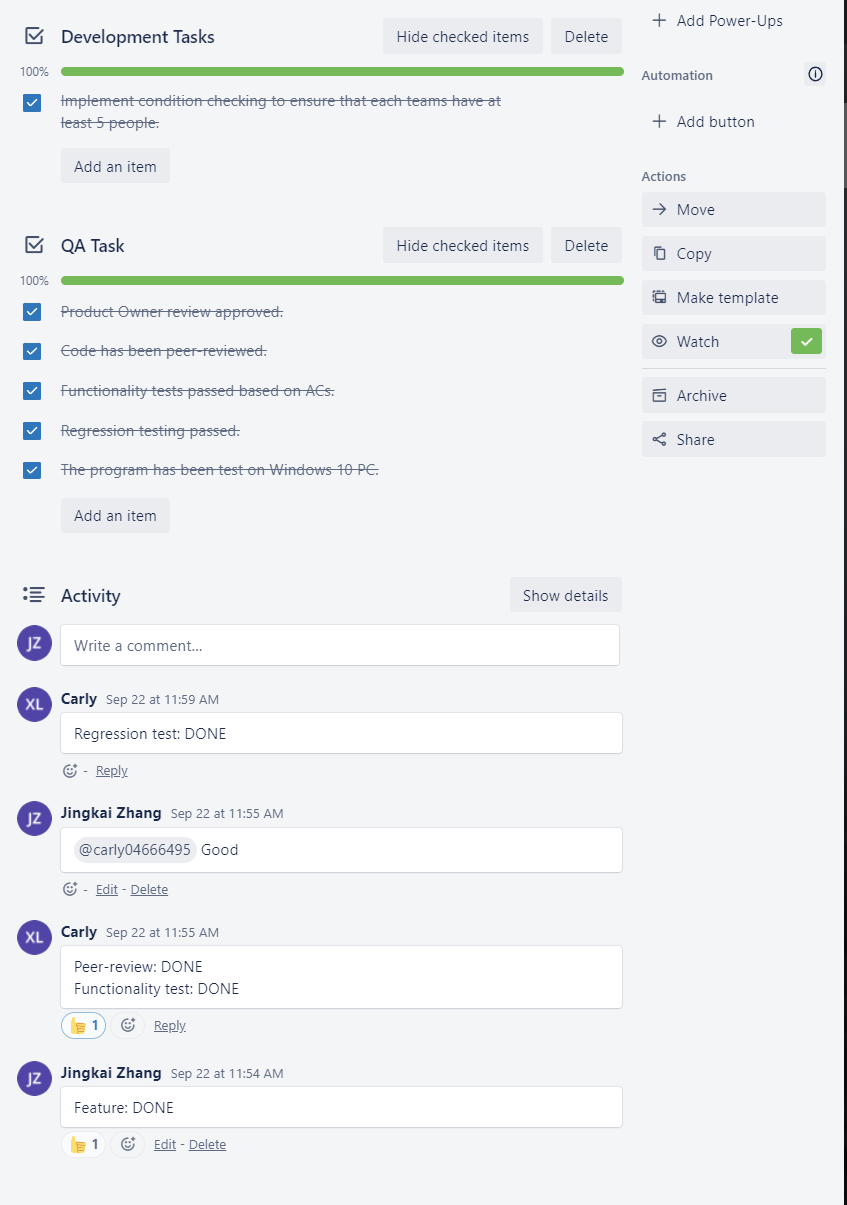 Development Tasks
Hide checked items
Delete
100%
Implement condition checking to ensure that each teams have at
least 5 people.
Add an item
QA Task
Hide checked items
Delete
100%
Product Owner review approved.
Code has been peer-reviewed.
Functionality tests passed based on ACs.
Regression testing passed.
The program has been test on Windows 10 PC.
Add an item
Activity
Show details
JZ
Write a comment...
XL
Carly Sep 22 at 11:59 AM
Regression test: DONE
- Reply
JZ
Jingkai Zhang Sep 22 at 11:55 AM
@carly04666495 Good
- Edit - Delete
XL
Carly Sep 22 at 11:55 AM
Peer-review: DONE
Functionality test: DONE
1
Reply
JZ
Jingkai Zhang Sep 22 at 11:54 AM
Feature: DONE
1
Edit - Delete
Add Power-Ups
Automation
Add button
Actions
Move
Copy
Make template
Watch
Archive
Share